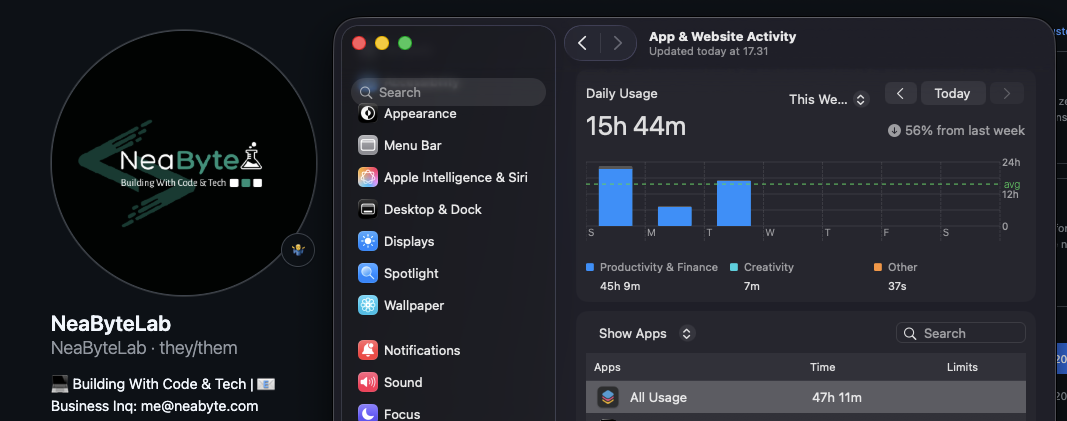 NeaByte
Building With Code & Tech
NeaByteLab
NeaByteLab · they/them
Building With Code & Tech |
Business Inq: me@neabyte.com
Search
Appearance
Menu Bar
Apple Intelligence & Siri
Desktop & Dock
Displays
Spotlight
Wallpaper
Notifications
Sound
Focus
App & Website Activity
Updated today at 17.31
Daily Usage
This We...
Today
15h 44m
56% from last week
24h
avg
12h
0
S M T W T F S
Productivity & Finance
45h 9m
Creativity
7m
Other
37s
Show Apps
Search
Apps Time Limits
All Usage 47h 11m